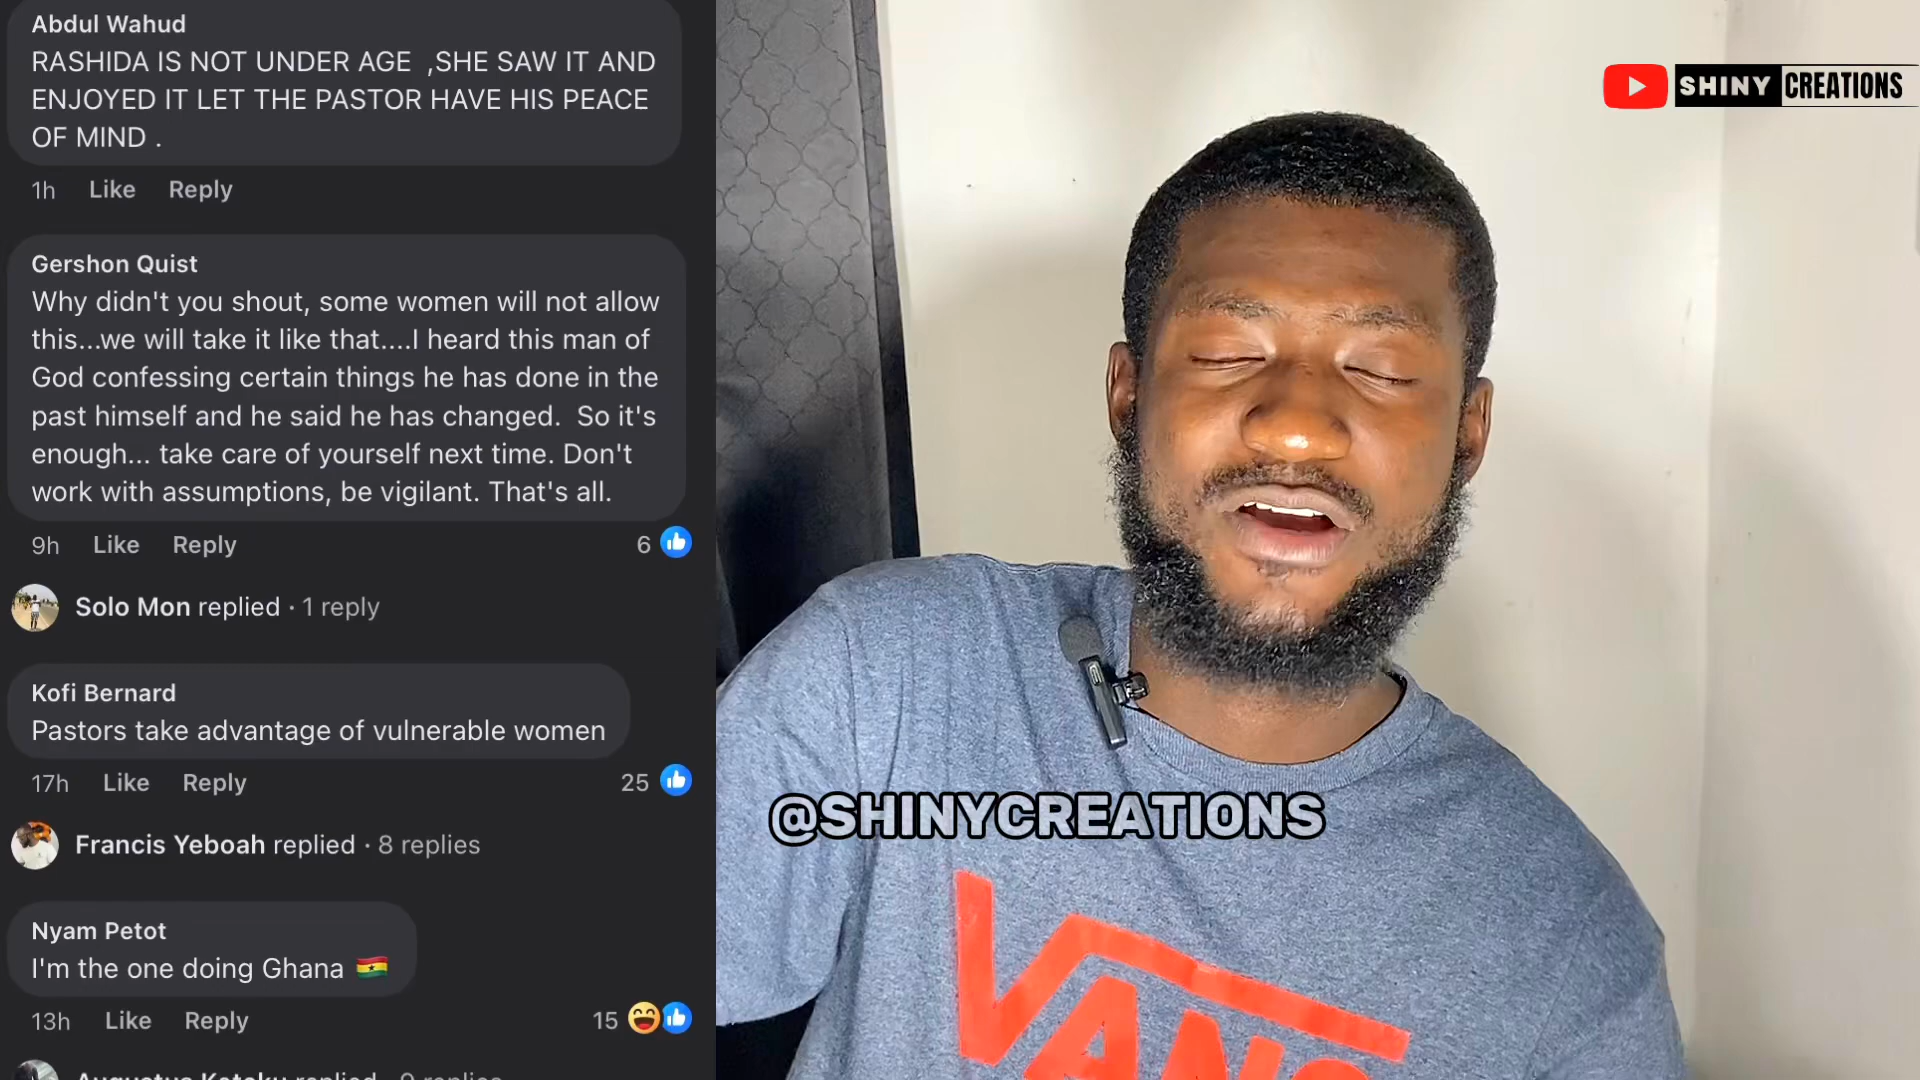 Abdul Wahud
RASHIDA IS NOT UNDER AGE ,SHE SAW IT AND
ENJOYED IT LET THE PASTOR HAVE HIS PEACE
OF MIND .
1h Like Reply
Gershon Quist
Why didn't you shout, some women will not allow
this...we will take it like that....I heard this man of
God confessing certain things he has done in the
past himself and he said he has changed. So it's
enough... take care of yourself next time. Don't
work with assumptions, be vigilant. That's all.
9h Like Reply 6
Solo Mon replied · 1 reply
Kofi Bernard
Pastors take advantage of vulnerable women
17h Like Reply 25
Francis Yeboah replied · 8 replies
Nyam Petot
I'm the one doing Ghana 🇬🇭
13h Like Reply 15
Augustus Kataku replied · 9 replies
SHINY CREATIONS
@SHINYCREATIONS
VANS